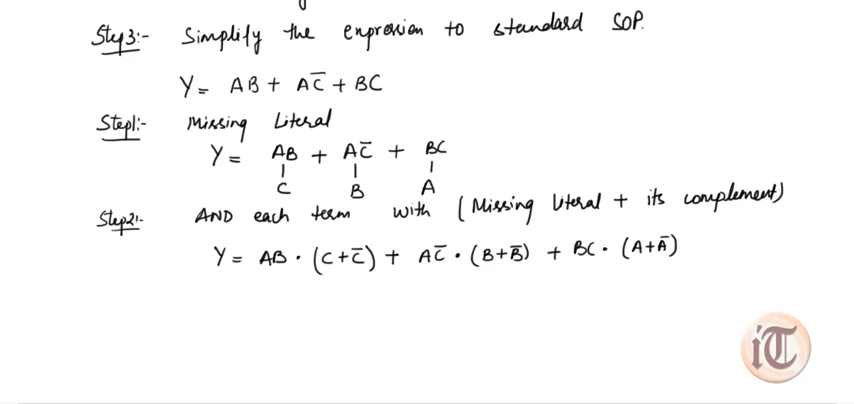 Step3:- Simplify the expression to standard SOP.
Y = AB + AC̅ + BC
Step1:- Missing Literal
Y = AB + AC̅ + BC
C B A
Step2:- AND each term with (Missing literal + its complement)
Y = AB · (C+C̅) + AC̅ · (B+B̅) + BC · (A+A̅)
iT